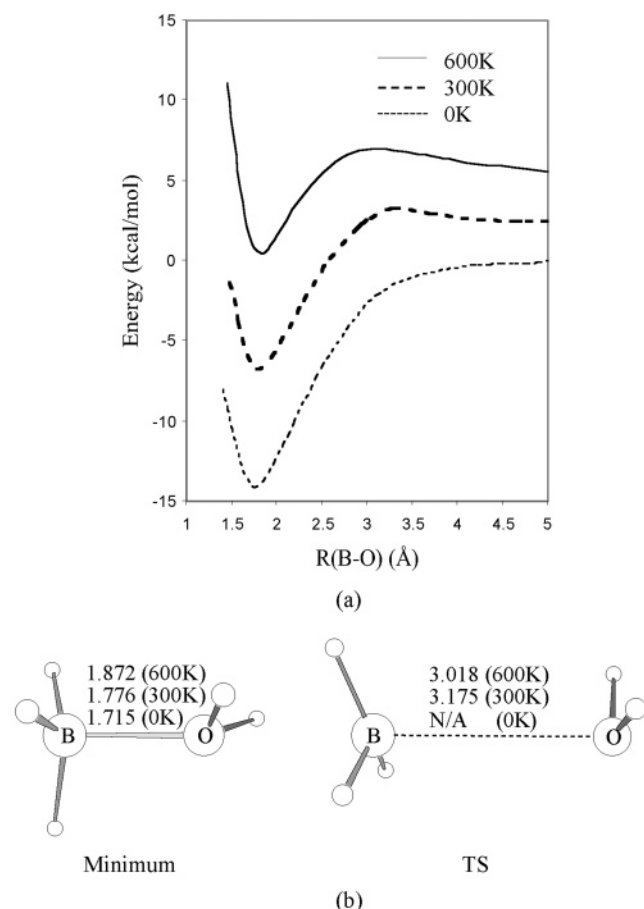 15
10
5
0
-5
-10
-15
Energy (kcal/mol)
600K
300K
0K
1 1.5 2 2.5 3 3.5 4 4.5 5
R(B-O) (Å)
(a)
1.872 (600K)
1.776 (300K)
1.715 (0K)
B O
Minimum
3.018 (600K)
3.175 (300K)
N/A (0K)
B O
TS
(b)